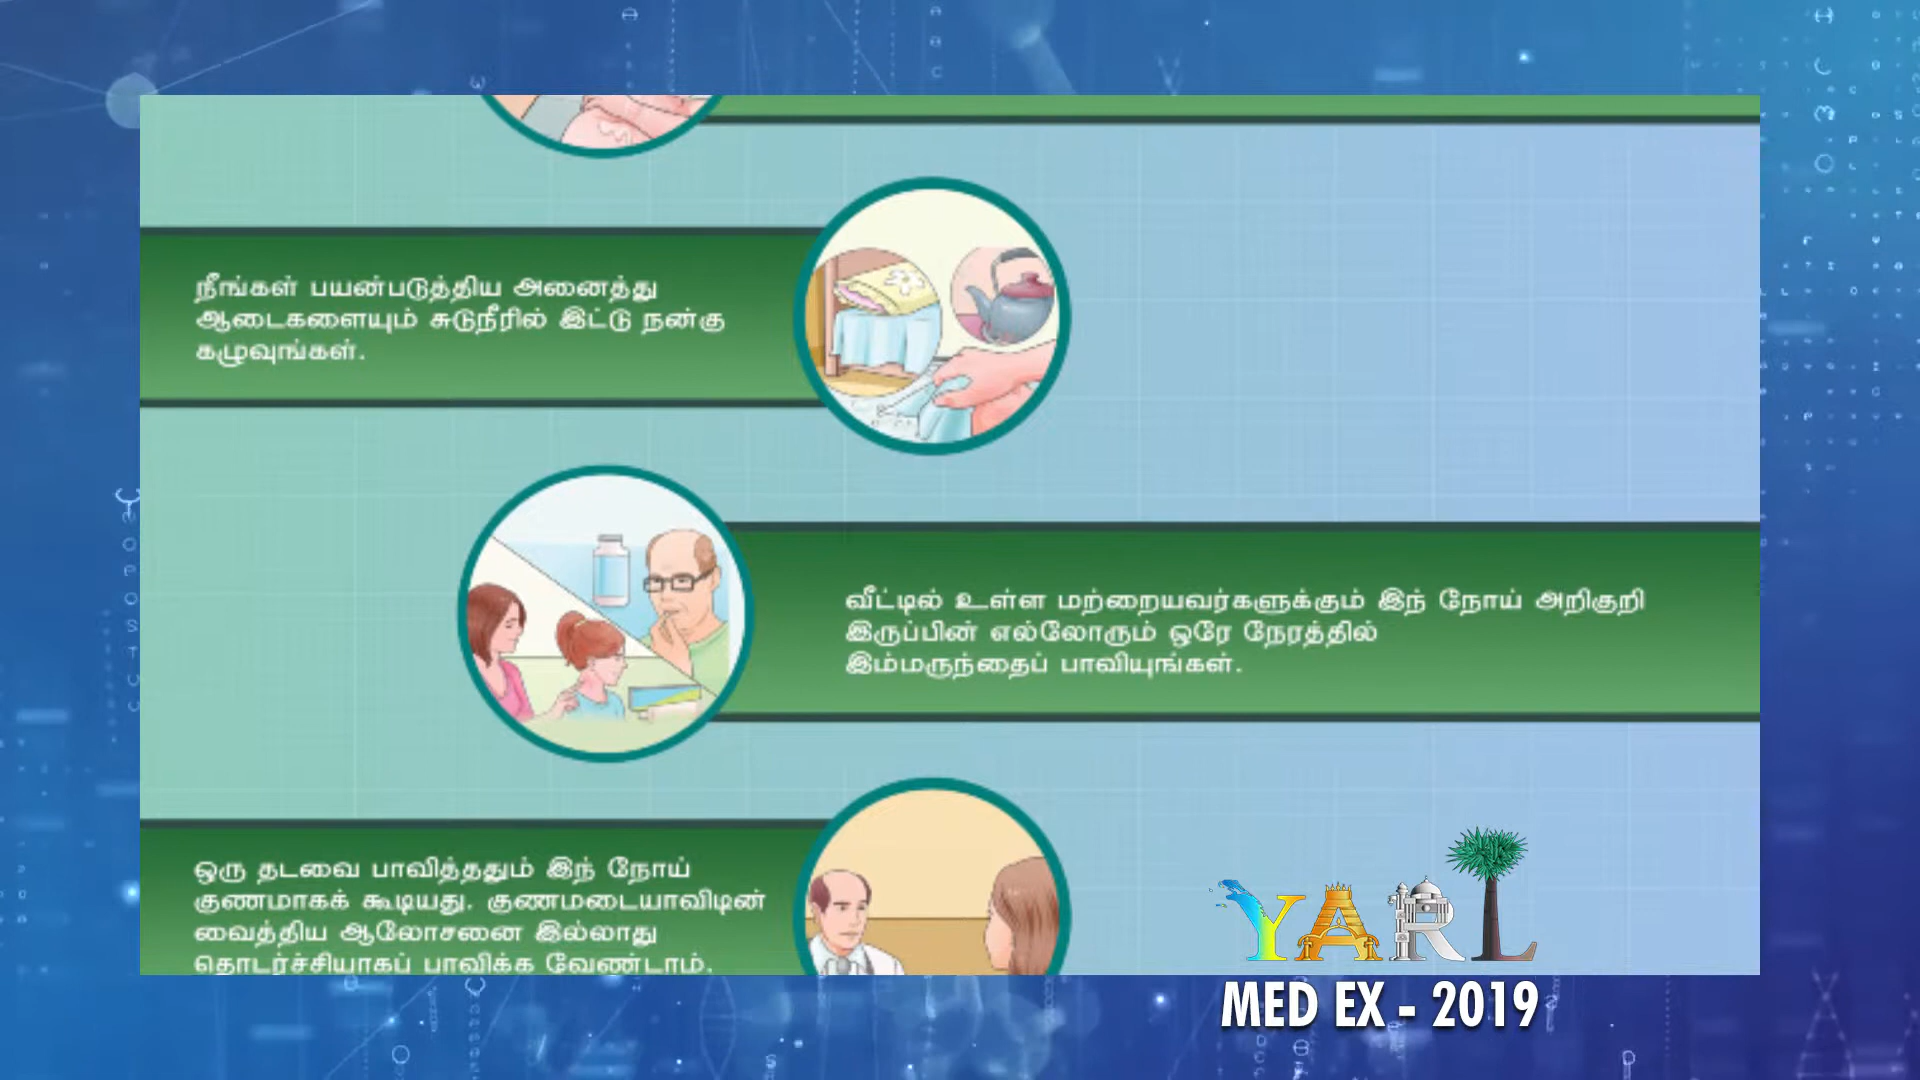 நீங்கள் பயன்படுத்திய அனைத்து
ஆடைகளையும் சுடுநீரில் இட்டு நன்கு
கழுவுங்கள்.
வீட்டில் உள்ள மற்றையவர்களுக்கும் இந் நோய் அறிகுறி
இருப்பின் எல்லோரும் ஒரே நேரத்தில்
இம்மருந்தைப் பாவியுங்கள்.
ஒரு தடவை பாவித்ததும் இந் நோய்
குணமாகக் கூடியது. குணமடையாவிடின்
வைத்திய ஆலோசனை இல்லாது
தொடர்ச்சியாகப் பாவிக்க வேண்டாம்.
YARL
MED EX - 2019